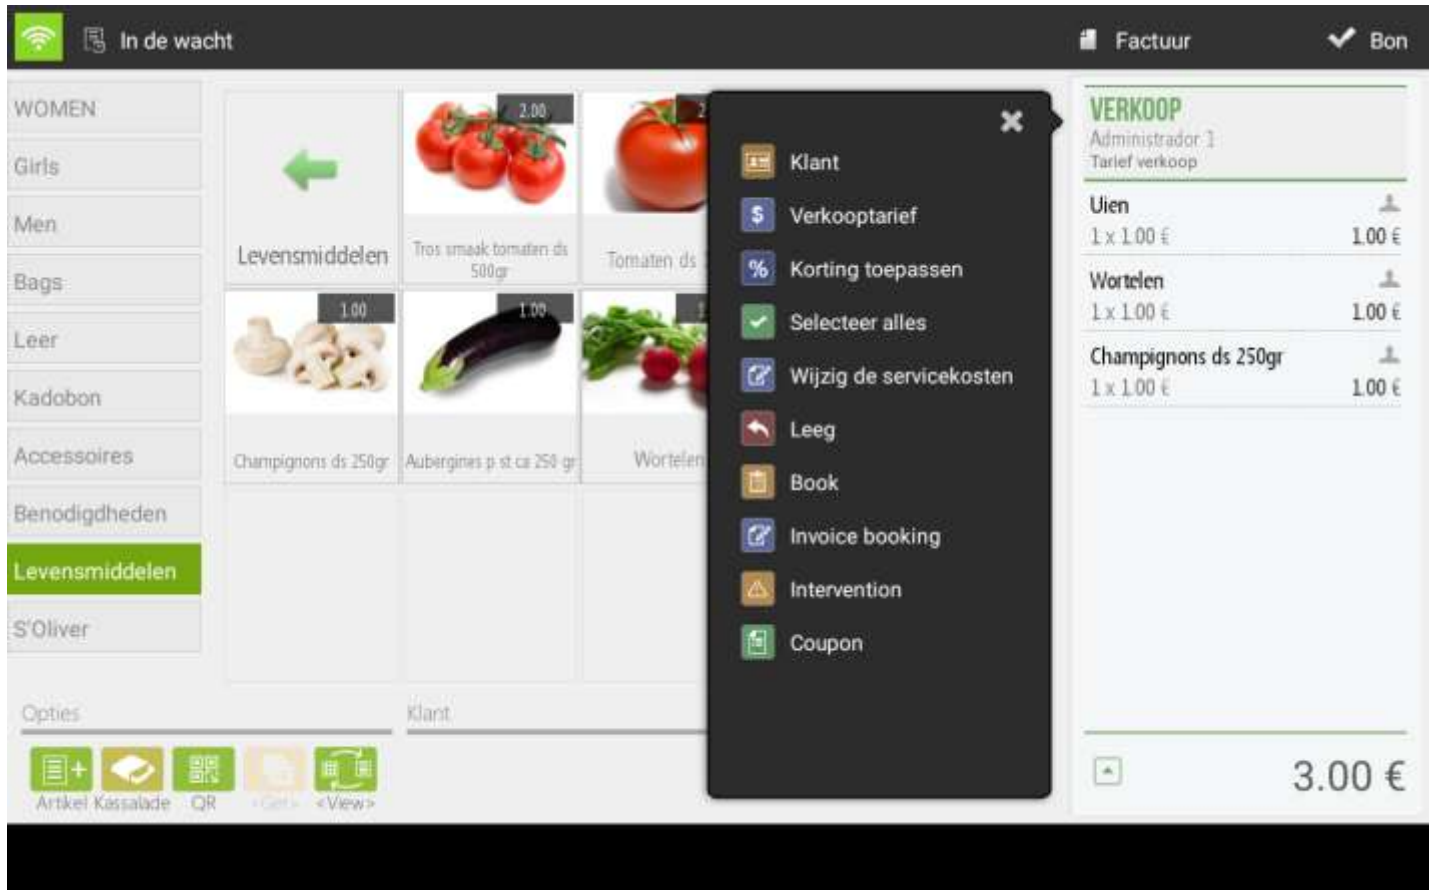 In de wacht
Factuur
Bon
WOMEN
Girls
Men
Bags
Leer
Kadobon
Accessoires
Benodigdheden
Levensmiddelen
S'Oliver
Levensmiddelen
2.00
Tros smaak tomaten ds
500gr
2
Tomaten ds
1.00
Champignons ds 250gr
1.00
Aubergines p st ca 250 gr
Wortelen
Klant
Verkooptarief
Korting toepassen
Selecteer alles
Wijzig de servicekosten
Leeg
Book
Invoice booking
Intervention
Coupon
VERKOOP
Administrador 1
Tarief verkoop
Uien
1 x 1.00 € 1.00 €
Wortelen
1 x 1.00 € 1.00 €
Champignons ds 250gr
1 x 1.00 € 1.00 €
3.00 €
Opties
Klant
Artikel Kassalade QR <Get> <View>